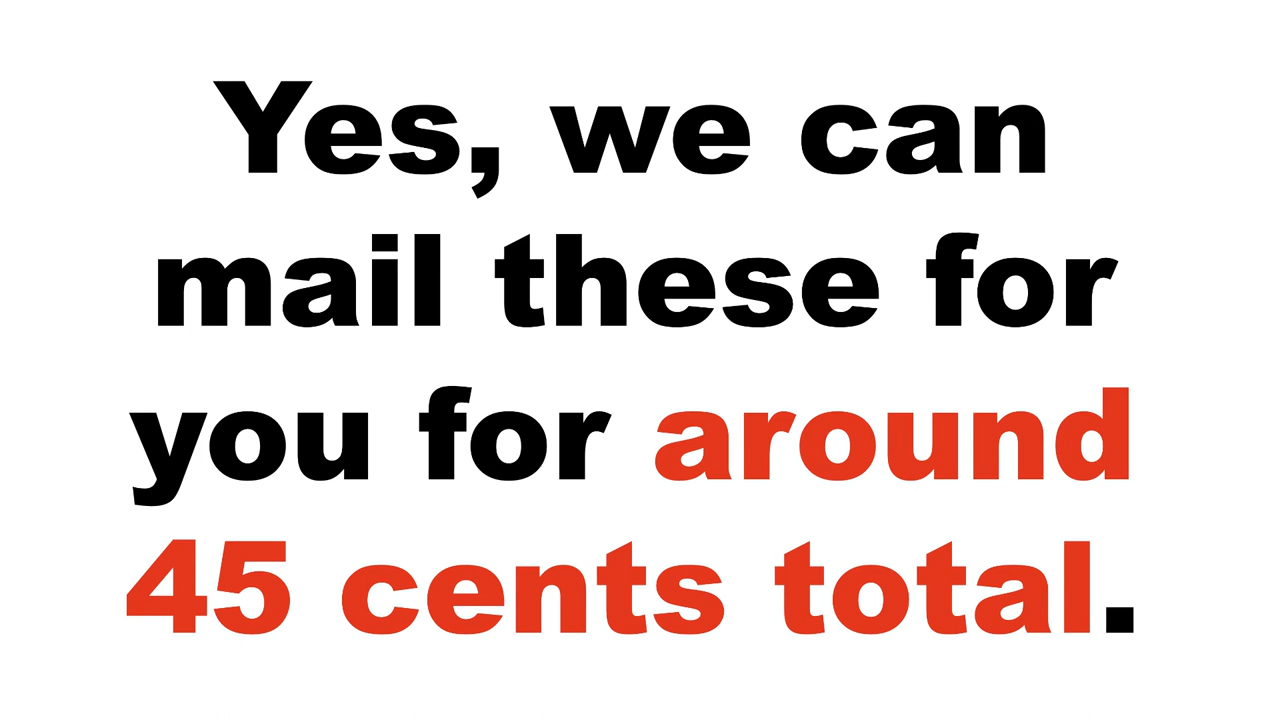 Yes, we can
mail these for
you for around
45 cents total.